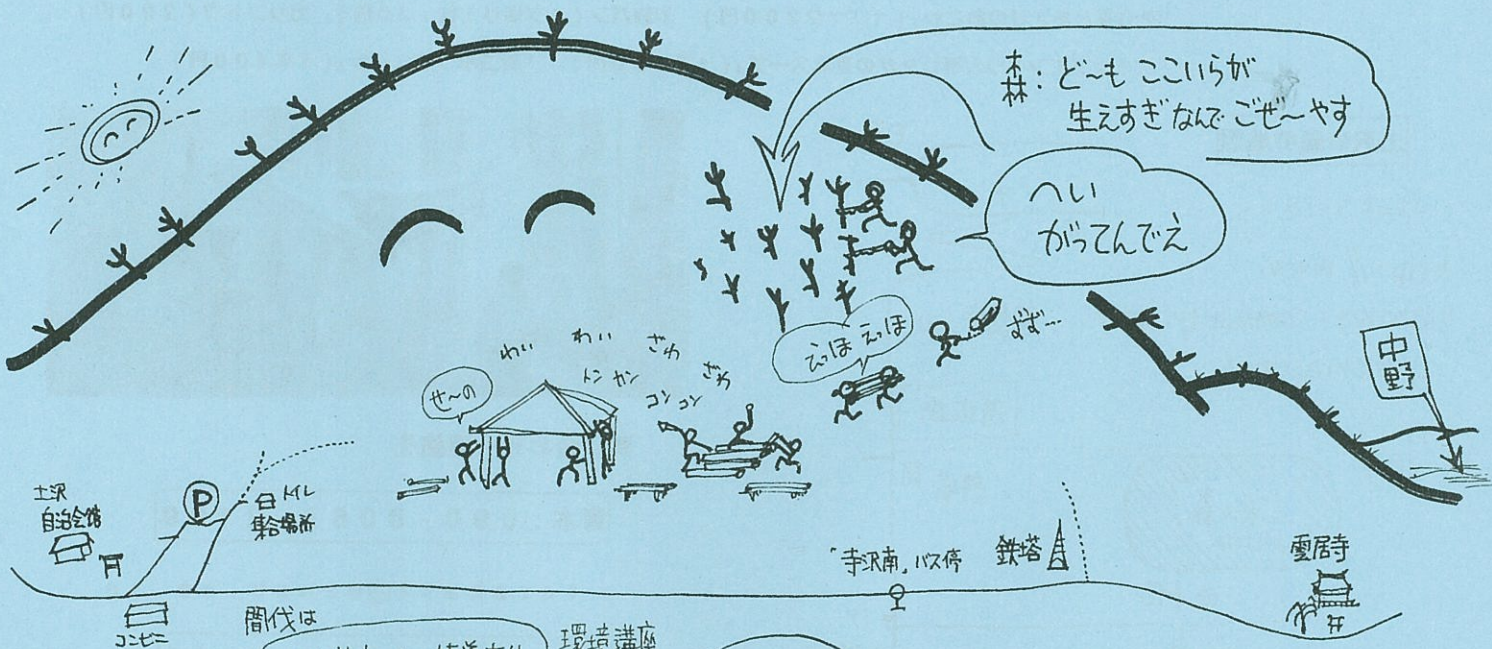 森: ど～も ここいらが
生えすぎなんでごぜ～やす
へい
がってんでえ
ずず…
えっほ えっほ
わい わい ざわ
ざわ
トン カン
コン コン
せ～の
中野
土沢
自治会館
P
トイレ
集合場所
コンビニ
「寺沢南」バス停
鉄塔
雲居寺
間伐は
環境講座